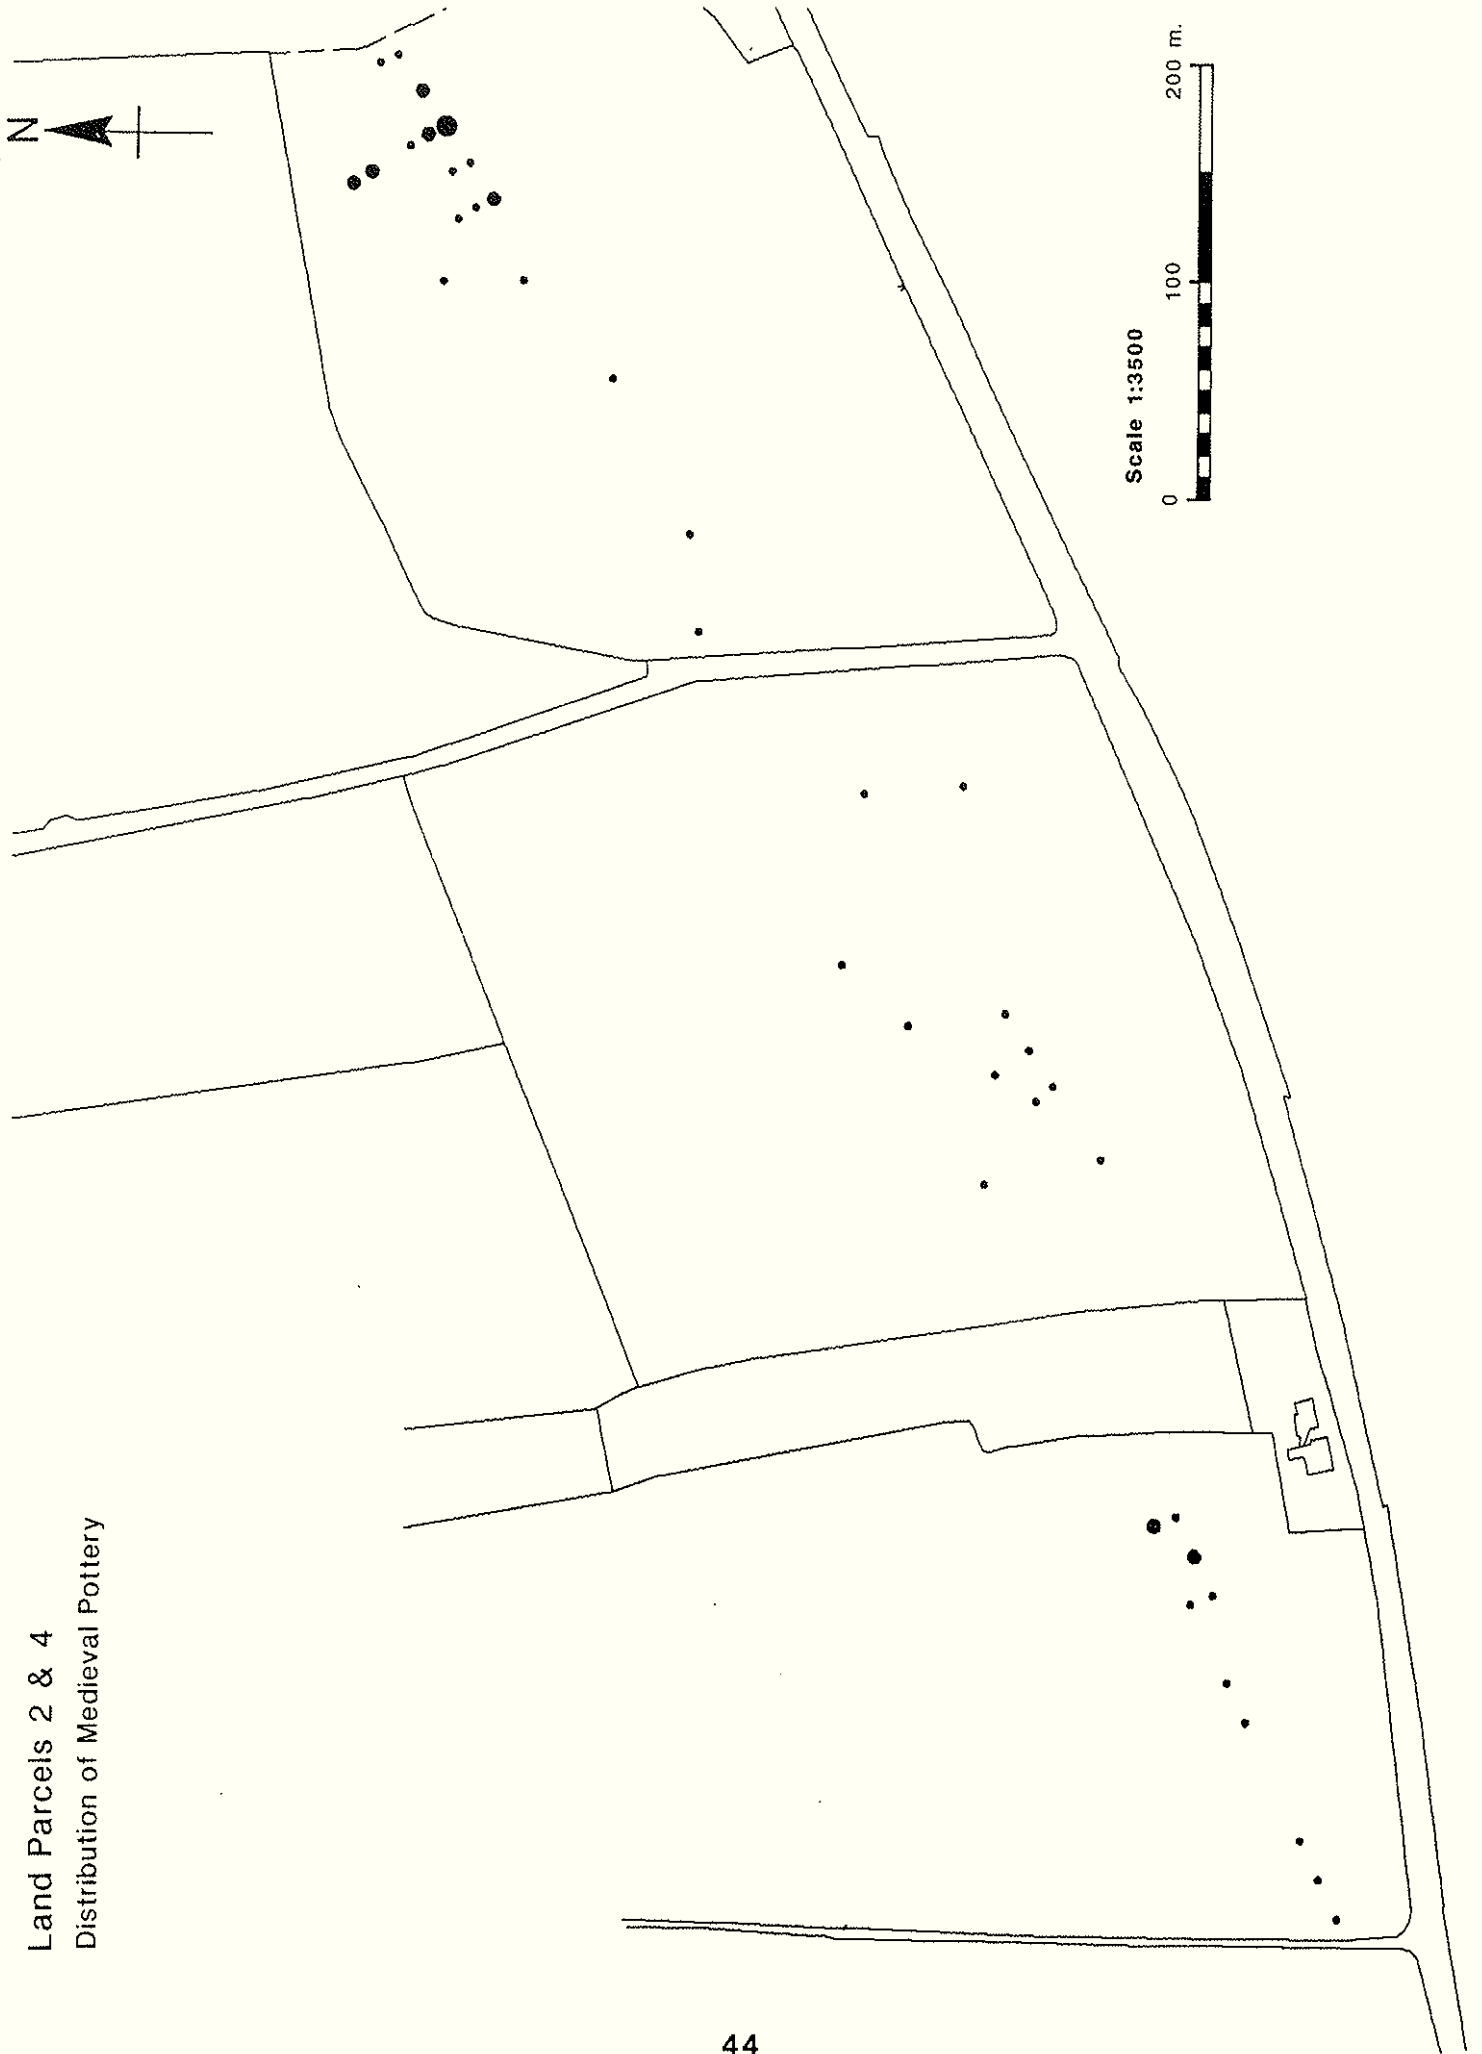 Land Parcels 2 & 4
Distribution of Medieval Pottery
N
Scale 1:3500
0 100 200 m.
44